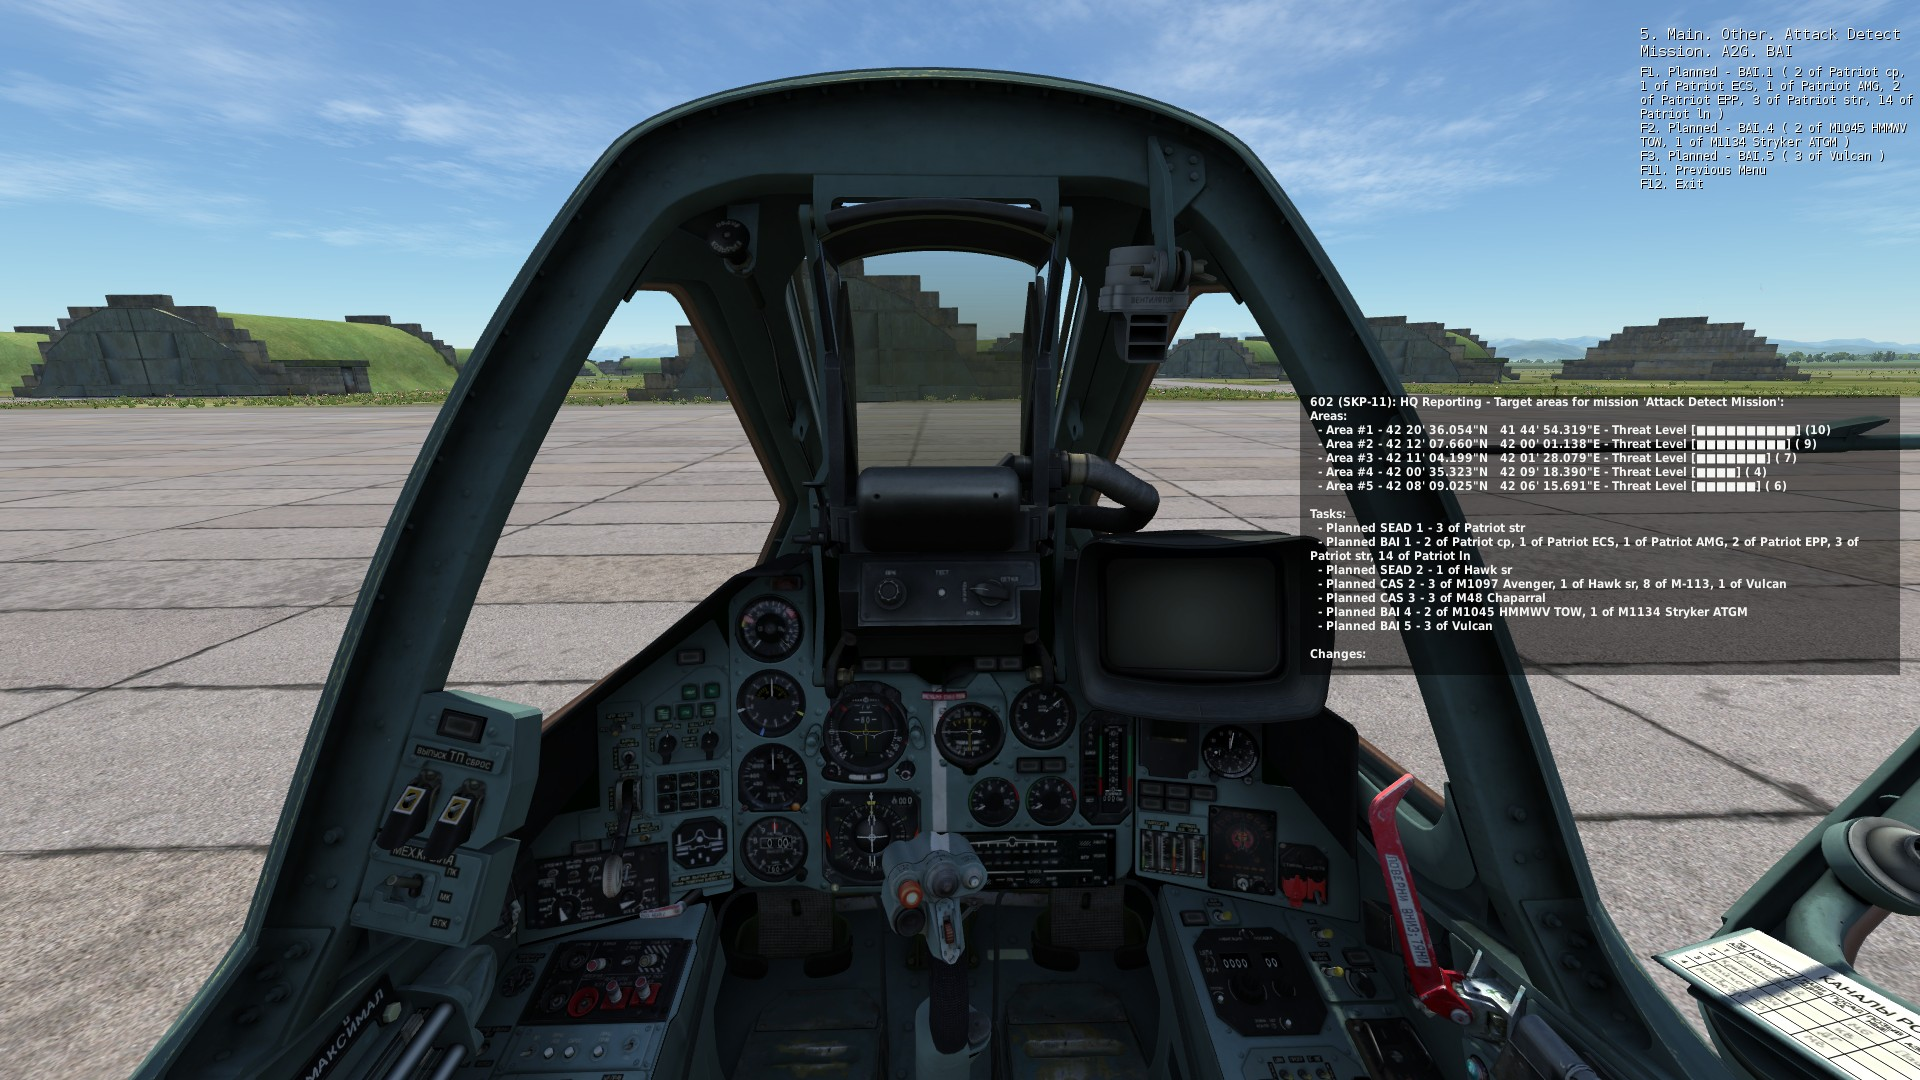 5. Main. Other. Attack Detect
Mission. A2G. BAI
F1. Planned - BAI.1 ( 2 of Patriot cp,
1 of Patriot ECS, 1 of Patriot AMG, 2
of Patriot EPP, 3 of Patriot str, 14 of
Patriot ln )
F2. Planned - BAI.4 ( 2 of M1045 HMMWV
TOW, 1 of M1134 Stryker ATGM )
F3. Planned - BAI.5 ( 3 of Vulcan )
F11. Previous Menu
F12. Exit
602 (SKP-11): HQ Reporting - Target areas for mission 'Attack Detect Mission':
Areas:
- Area #1 - 42 20' 36.054"N 41 44' 54.319"E - Threat Level [■■■■■■■■■■] (10)
- Area #2 - 42 12' 07.660"N 42 00' 01.138"E - Threat Level [■■■■■■■■■] ( 9)
- Area #3 - 42 11' 04.199"N 42 01' 28.079"E - Threat Level [■■■■■■■] ( 7)
- Area #4 - 42 00' 35.323"N 42 09' 18.390"E - Threat Level [■■■■] ( 4)
- Area #5 - 42 08' 09.025"N 42 06' 15.691"E - Threat Level [■■■■■■] ( 6)
Tasks:
- Planned SEAD 1 - 3 of Patriot str
- Planned BAI 1 - 2 of Patriot cp, 1 of Patriot ECS, 1 of Patriot AMG, 2 of Patriot EPP, 3 of
Patriot str, 14 of Patriot ln
- Planned SEAD 2 - 1 of Hawk sr
- Planned CAS 2 - 3 of M1097 Avenger, 1 of Hawk sr, 8 of M-113, 1 of Vulcan
- Planned CAS 3 - 3 of M48 Chaparral
- Planned BAI 4 - 2 of M1045 HMMWV TOW, 1 of M1134 Stryker ATGM
- Planned BAI 5 - 3 of Vulcan
Changes:
ВЕНТИЛЯТОР
ВЫПУСК ТП СБРОС
ПК
МК
ВПК
МАКСИМАЛ
КАНАЛЫ